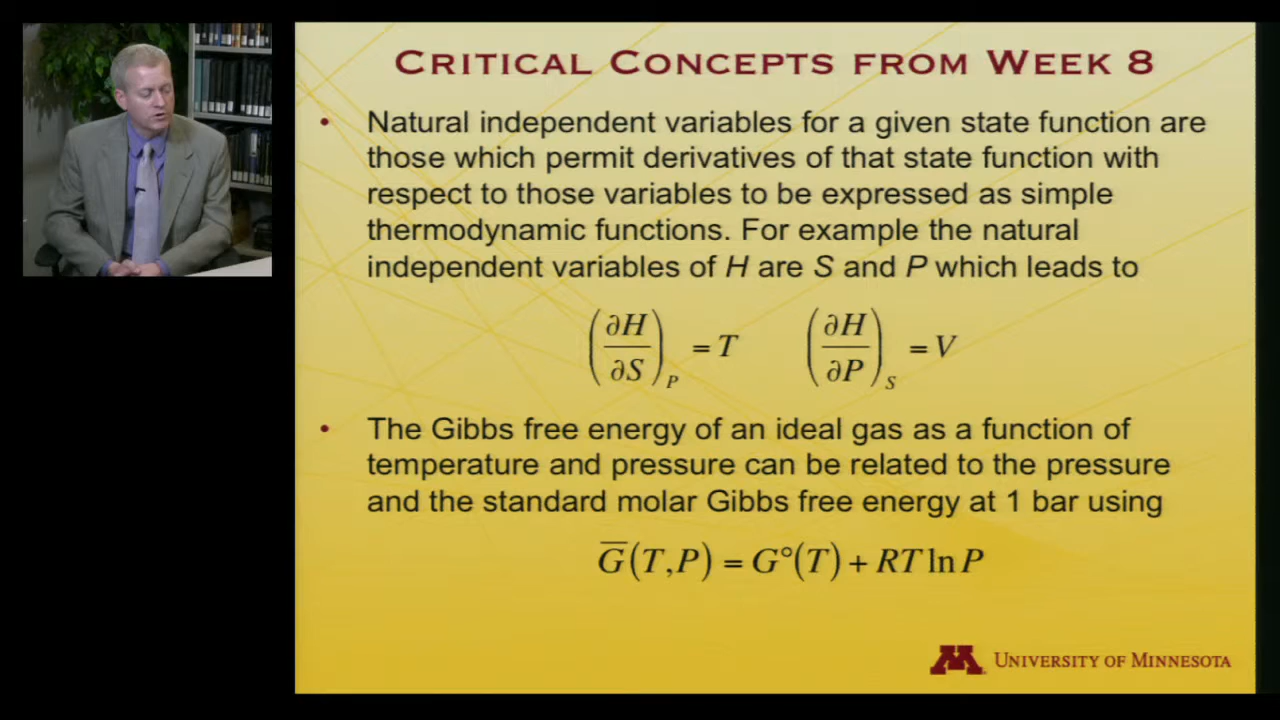 CRITICAL CONCEPTS FROM WEEK 8
• Natural independent variables for a given state function are
those which permit derivatives of that state function with
respect to those variables to be expressed as simple
thermodynamic functions. For example the natural
independent variables of H are S and P which leads to
(∂H/∂S)_P = T (∂H/∂P)_S = V
• The Gibbs free energy of an ideal gas as a function of
temperature and pressure can be related to the pressure
and the standard molar Gibbs free energy at 1 bar using
G̅(T,P) = G°(T) + RT ln P
M UNIVERSITY OF MINNESOTA